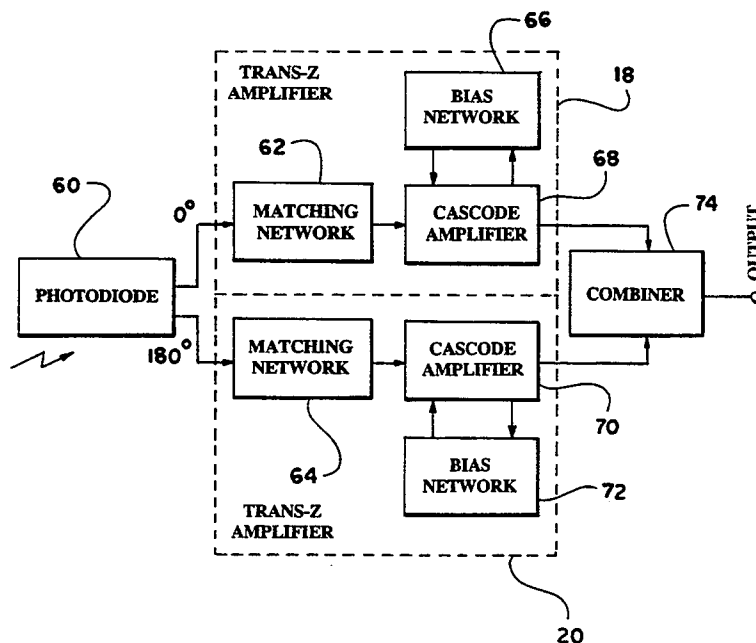 66
TRANS-Z
AMPLIFIER
BIAS
NETWORK
18
62
60
68
0°
MATCHING
NETWORK
CASCODE
AMPLIFIER
74
OUTPUT
PHOTODIODE
COMBINER
180°
MATCHING
NETWORK
CASCODE
AMPLIFIER
70
64
BIAS
NETWORK
72
TRANS-Z
AMPLIFIER
20